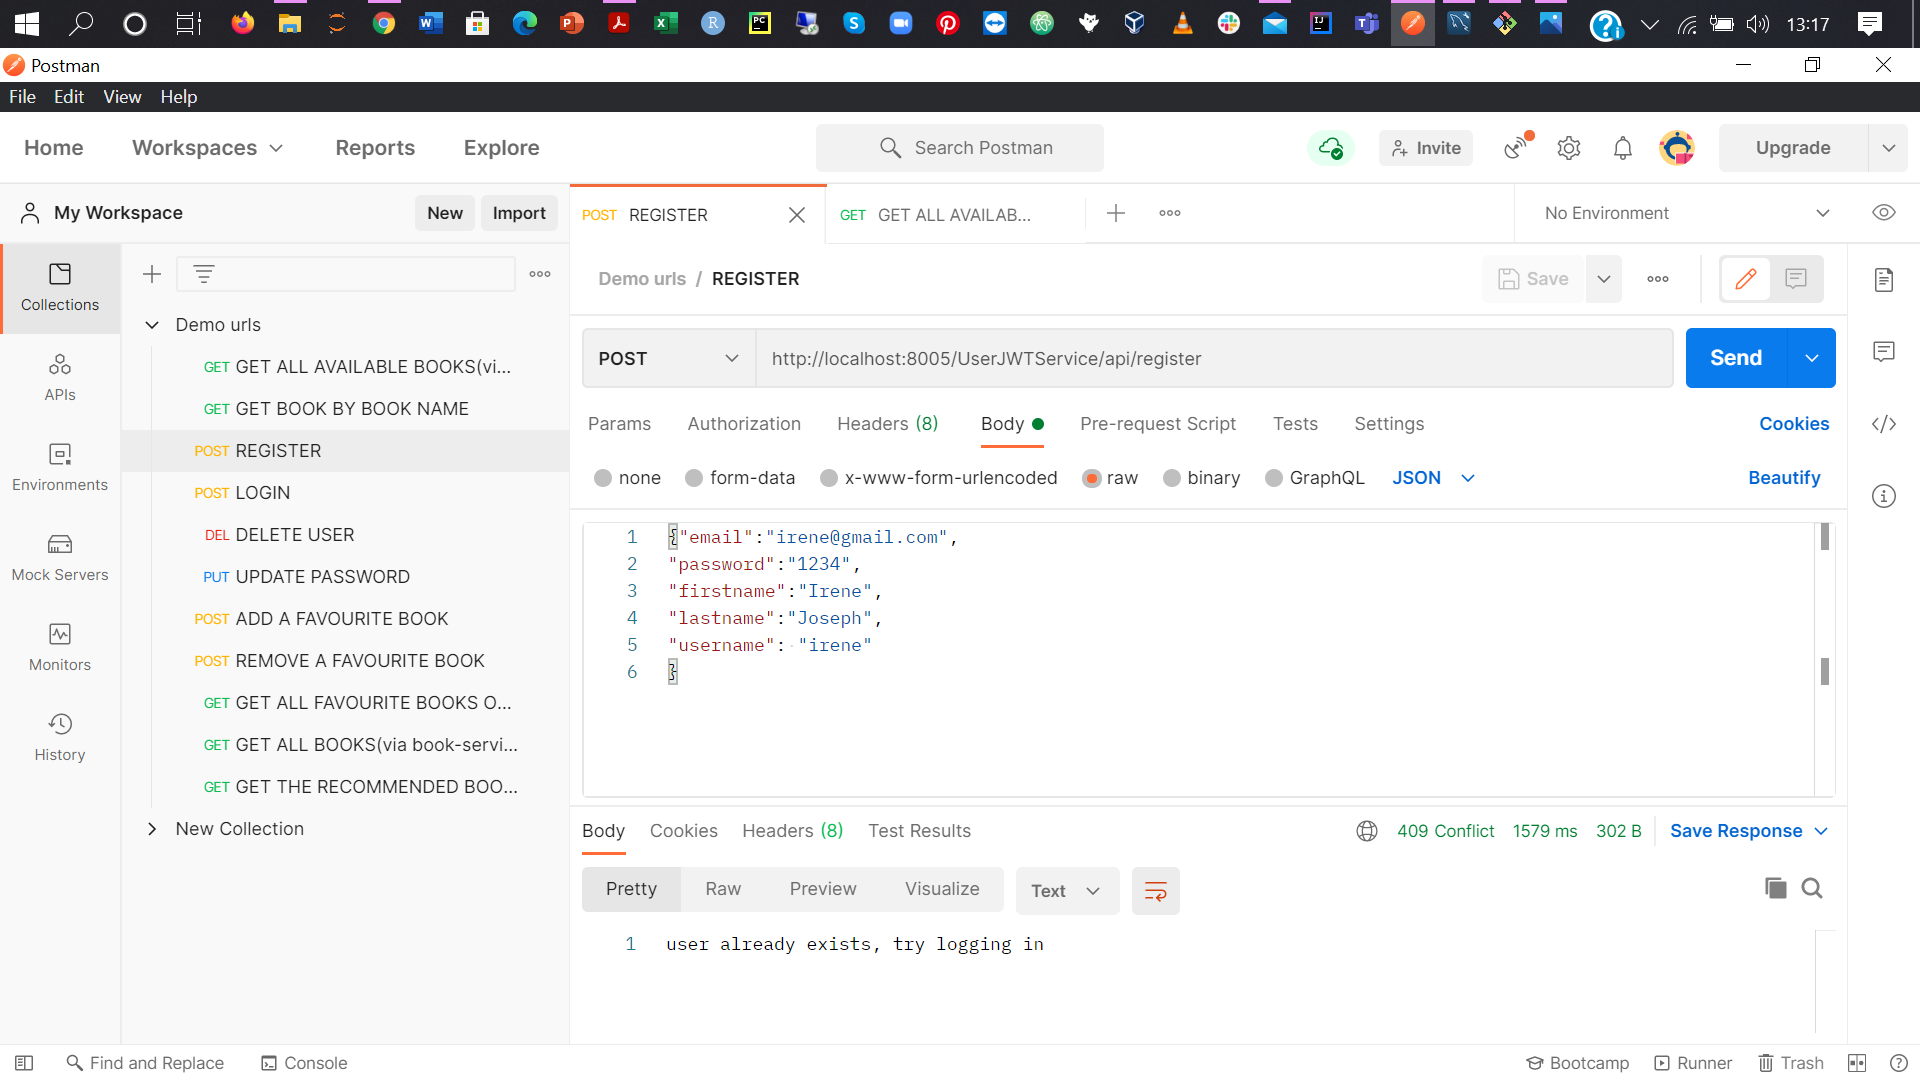 13:17
Postman
File Edit View Help
Home Workspaces Reports Explore Search Postman Invite Upgrade
My Workspace New Import
POST REGISTER GET GET ALL AVAILAB... No Environment
Demo urls / REGISTER Save
Collections
APIs
Environments
Mock Servers
Monitors
History
Demo urls
GET GET ALL AVAILABLE BOOKS(vi...
GET GET BOOK BY BOOK NAME
POST REGISTER
POST LOGIN
DEL DELETE USER
PUT UPDATE PASSWORD
POST ADD A FAVOURITE BOOK
POST REMOVE A FAVOURITE BOOK
GET GET ALL FAVOURITE BOOKS O...
GET GET ALL BOOKS(via book-servi...
GET GET THE RECOMMENDED BOO...
New Collection
POST http://localhost:8005/UserJWTService/api/register Send
Params Authorization Headers (8) Body Pre-request Script Tests Settings Cookies
none form-data x-www-form-urlencoded raw binary GraphQL JSON Beautify
1 {"email":"irene@gmail.com",
2 "password":"1234",
3 "firstname":"Irene",
4 "lastname":"Joseph",
5 "username": "irene"
6 }
Body Cookies Headers (8) Test Results 409 Conflict 1579 ms 302 B Save Response
Pretty Raw Preview Visualize Text
1 user already exists, try logging in
Find and Replace Console Bootcamp Runner Trash